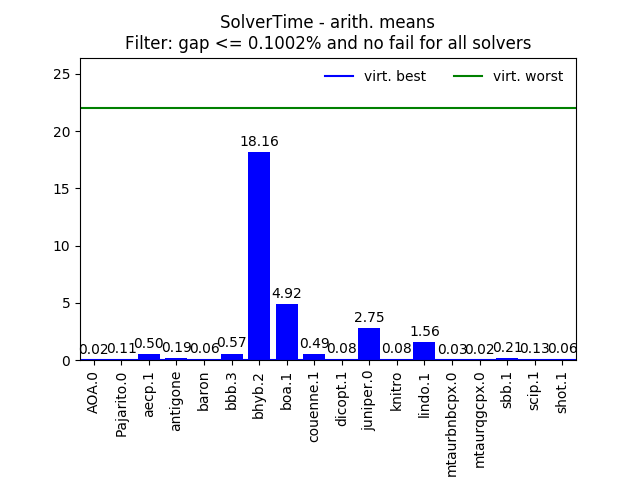 SolverTime - arith. means
Filter: gap <= 0.1002% and no fail for all solvers
virt. best
virt. worst
25
20
15
10
5
0
0.02 0.11 0.50 0.19 0.06 0.57 18.16 4.92 0.49 0.08 2.75 0.08 1.56 0.03 0.02 0.21 0.13 0.06
AOA.0
Pajarito.0
aecp.1
antigone
baron
bbb.3
bhyb.2
boa.1
couenne.1
dicopt.1
juniper.0
knitro
lindo.1
mtaurbnbcpx.0
mtaurqgcpx.0
sbb.1
scip.1
shot.1